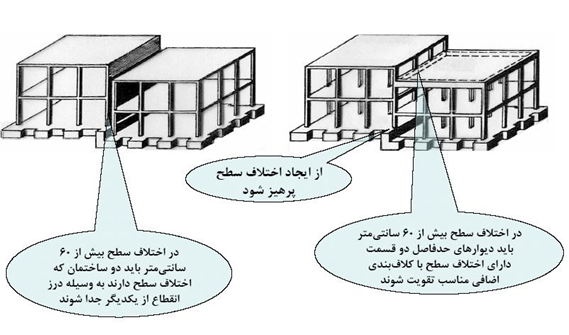 از ایجاد اختلاف سطح
پرهیز شود
در اختلاف سطح بیش از ۶۰ سانتی‌متر
باید دیوارهای حدفاصل دو قسمت
دارای اختلاف سطح با کلاف‌بندی
اضافی مناسب تقویت شوند
در اختلاف سطح بیش از ۶۰
سانتی‌متر باید دو ساختمان که
اختلاف سطح دارند به وسیله درز
انقطاع از یکدیگر جدا شوند